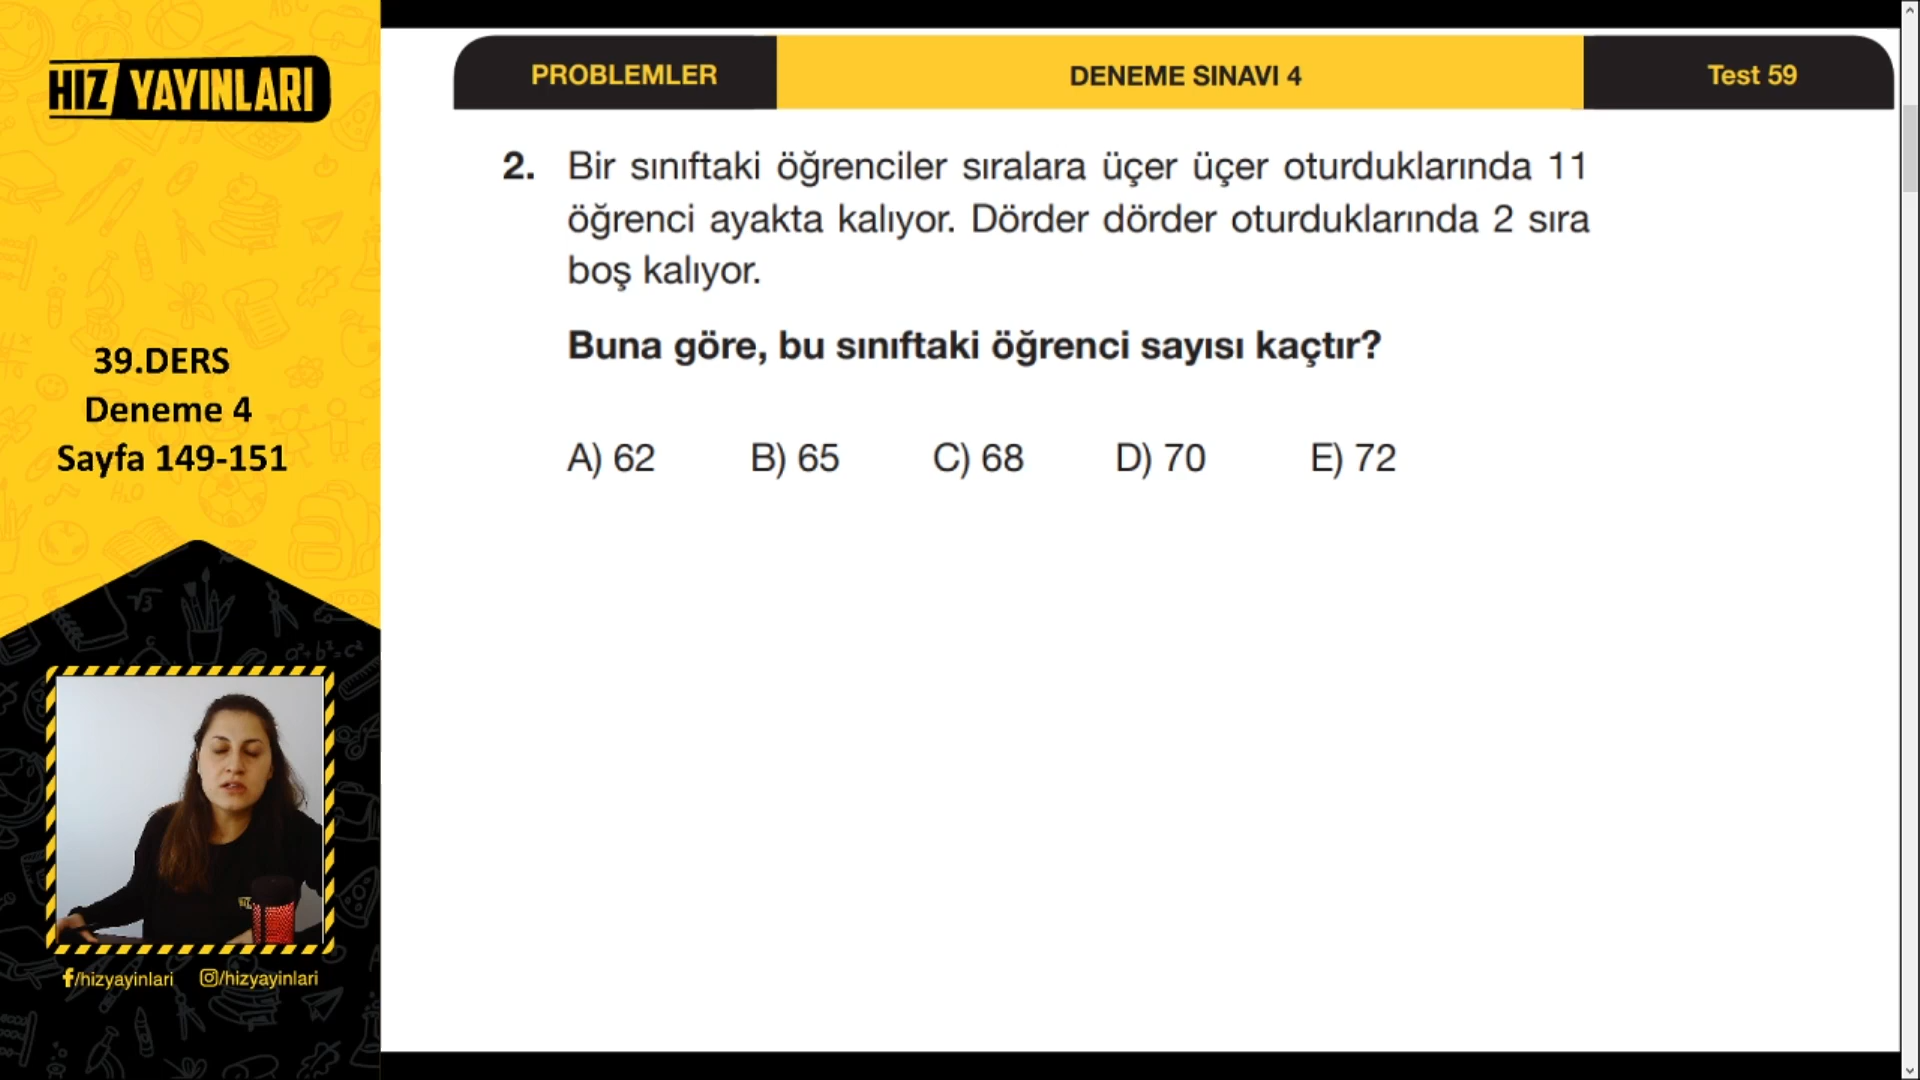 HIZ YAYINLARI
PROBLEMLER
DENEME SINAVI 4
Test 59
2. Bir sınıftaki öğrenciler sıralara üçer üçer oturduklarında 11
öğrenci ayakta kalıyor. Dörder dörder oturduklarında 2 sıra
boş kalıyor.
Buna göre, bu sınıftaki öğrenci sayısı kaçtır?
A) 62 B) 65 C) 68 D) 70 E) 72
39.DERS
Deneme 4
Sayfa 149-151
f/hizyayinlari /hizyayinlari